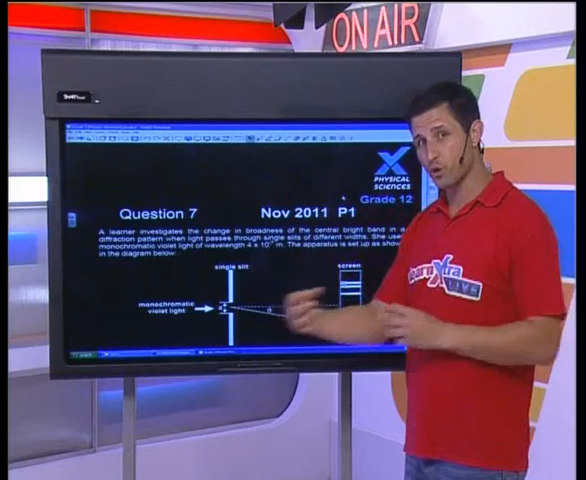 ON AIR
SMART
X
PHYSICAL
SCIENCES
Grade 12
Question 7 Nov 2011 P1
A learner investigates the change in broadness of the central bright band in a
diffraction pattern when light passes through single slits of different widths. She uses
monochromatic violet light of wavelength 4 x 10⁻⁷ m. The apparatus is set up as show
in the diagram below:
single slit
screen
monochromatic
violet light
θ
learn Xtra
LIVE